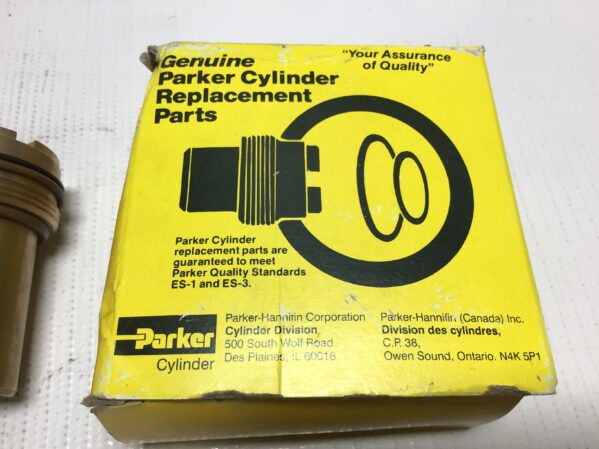 Genuine
Parker Cylinder
Replacement
Parts
"Your Assurance
of Quality"
Parker Cylinder
replacement parts are
guaranteed to meet
Parker Quality Standards
ES-1 and ES-3.
Parker
Cylinder
Parker-Hannifin Corporation
Cylinder Division
500 South Wolf Road
Des Plaines, IL 60016
Parker-Hannifin (Canada) Inc.
Division des cylindres,
C.P. 38,
Owen Sound, Ontario. N4K 5P1